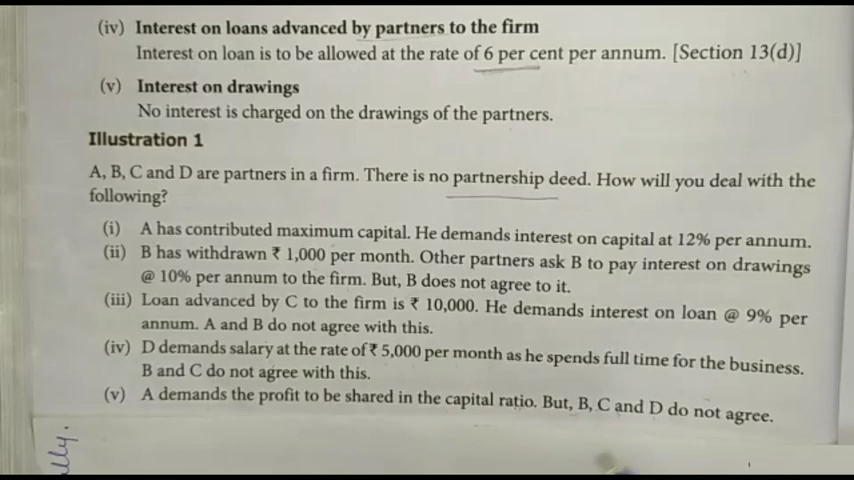 (iv) Interest on loans advanced by partners to the firm
Interest on loan is to be allowed at the rate of 6 per cent per annum. [Section 13(d)]
(v) Interest on drawings
No interest is charged on the drawings of the partners.
Illustration 1
A, B, C and D are partners in a firm. There is no partnership deed. How will you deal with the
following?
(i) A has contributed maximum capital. He demands interest on capital at 12% per annum.
(ii) B has withdrawn ₹ 1,000 per month. Other partners ask B to pay interest on drawings
@ 10% per annum to the firm. But, B does not agree to it.
(iii) Loan advanced by C to the firm is ₹ 10,000. He demands interest on loan @ 9% per
annum. A and B do not agree with this.
(iv) D demands salary at the rate of ₹ 5,000 per month as he spends full time for the business.
B and C do not agree with this.
(v) A demands the profit to be shared in the capital ratio. But, B, C and D do not agree.
ully.